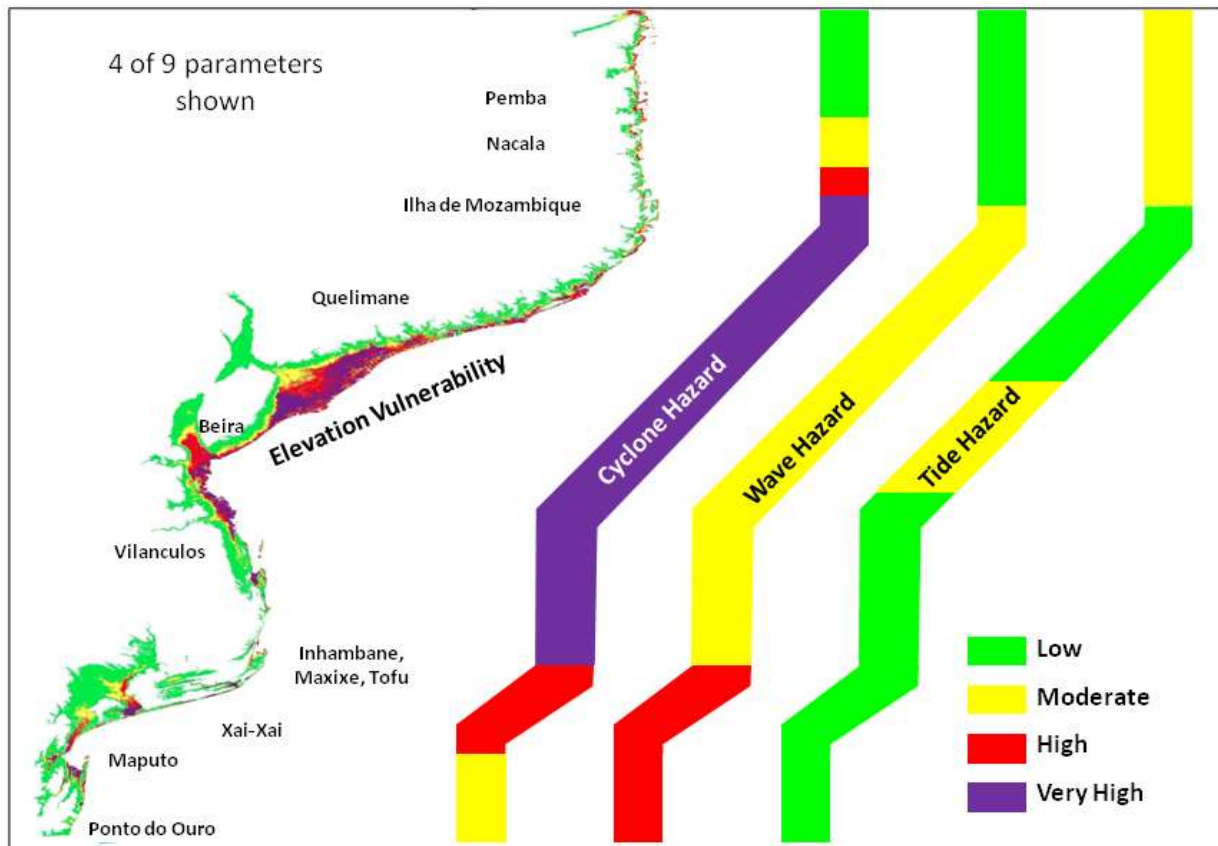 4 of 9 parameters
shown
Pemba
Nacala
Ilha de Mozambique
Quelimane
Elevation Vulnerability
Beira
Vilanculos
Inhambane,
Maxixe, Tofu
Xai-Xai
Maputo
Ponto do Ouro
Cyclone Hazard
Wave Hazard
Tide Hazard
Low
Moderate
High
Very High